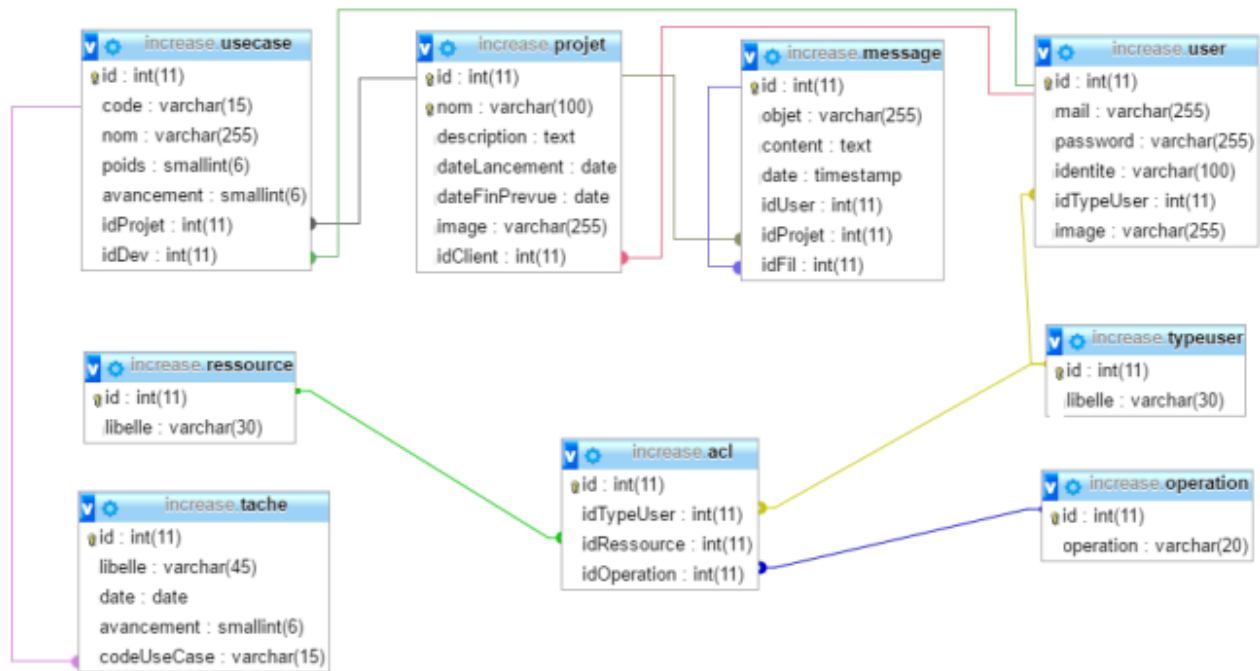 increase.usecase
id : int(11)
code : varchar(15)
nom : varchar(255)
poids : smallint(6)
avancement : smallint(6)
idProjet : int(11)
idDev : int(11)
increase.projet
id : int(11)
nom : varchar(100)
description : text
dateLancement : date
dateFinPrevue : date
image : varchar(255)
idClient : int(11)
increase.message
id : int(11)
objet : varchar(255)
content : text
date : timestamp
idUser : int(11)
idProjet : int(11)
idFil : int(11)
increase.user
id : int(11)
mail : varchar(255)
password : varchar(255)
identite : varchar(100)
idTypeUser : int(11)
image : varchar(255)
increase.ressource
id : int(11)
libelle : varchar(30)
increase.typeuser
id : int(11)
libelle : varchar(30)
increase.acl
id : int(11)
idTypeUser : int(11)
idRessource : int(11)
idOperation : int(11)
increase.operation
id : int(11)
operation : varchar(20)
increase.tache
id : int(11)
libelle : varchar(45)
date : date
avancement : smallint(6)
codeUseCase : varchar(15)